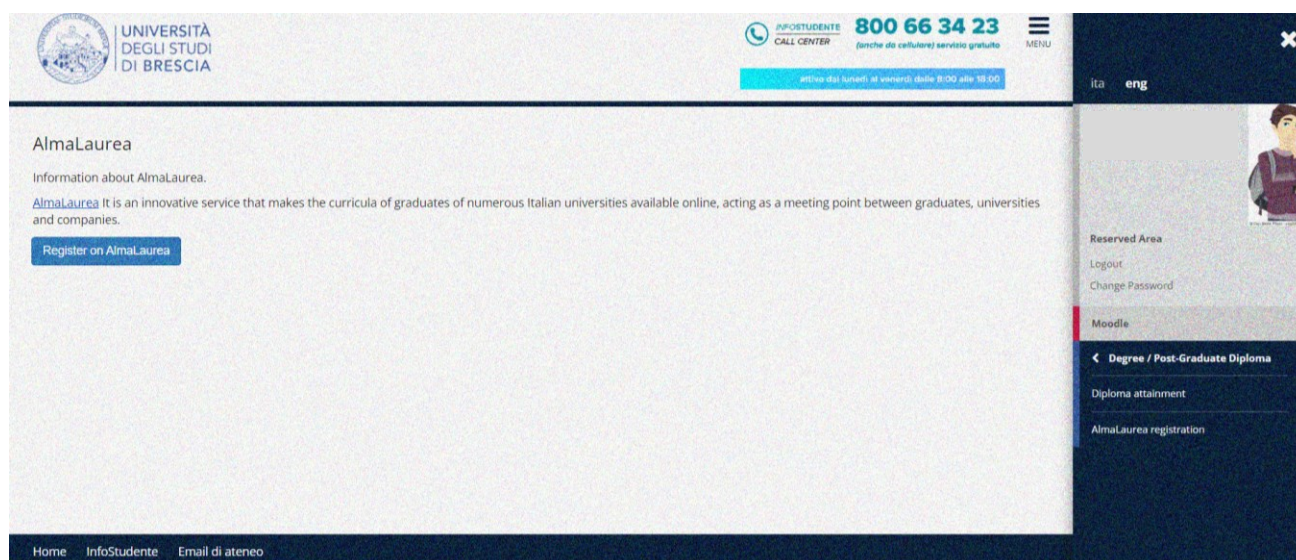 UNIVERSITÀ
DEGLI STUDI
DI BRESCIA
INFOSTUDENTE
CALL CENTER
800 66 34 23
(anche da cellulare) servizio gratuito
attivo dal lunedì al venerdì dalle 8:00 alle 18:00
MENU
ita eng
AlmaLaurea
Information about AlmaLaurea.
AlmaLaurea It is an innovative service that makes the curricula of graduates of numerous Italian universities available online, acting as a meeting point between graduates, universities
and companies.
Register on AlmaLaurea
Reserved Area
Logout
Change Password
Moodle
Degree / Post-Graduate Diploma
Diploma attainment
AlmaLaurea registration
Home InfoStudente Email di ateneo